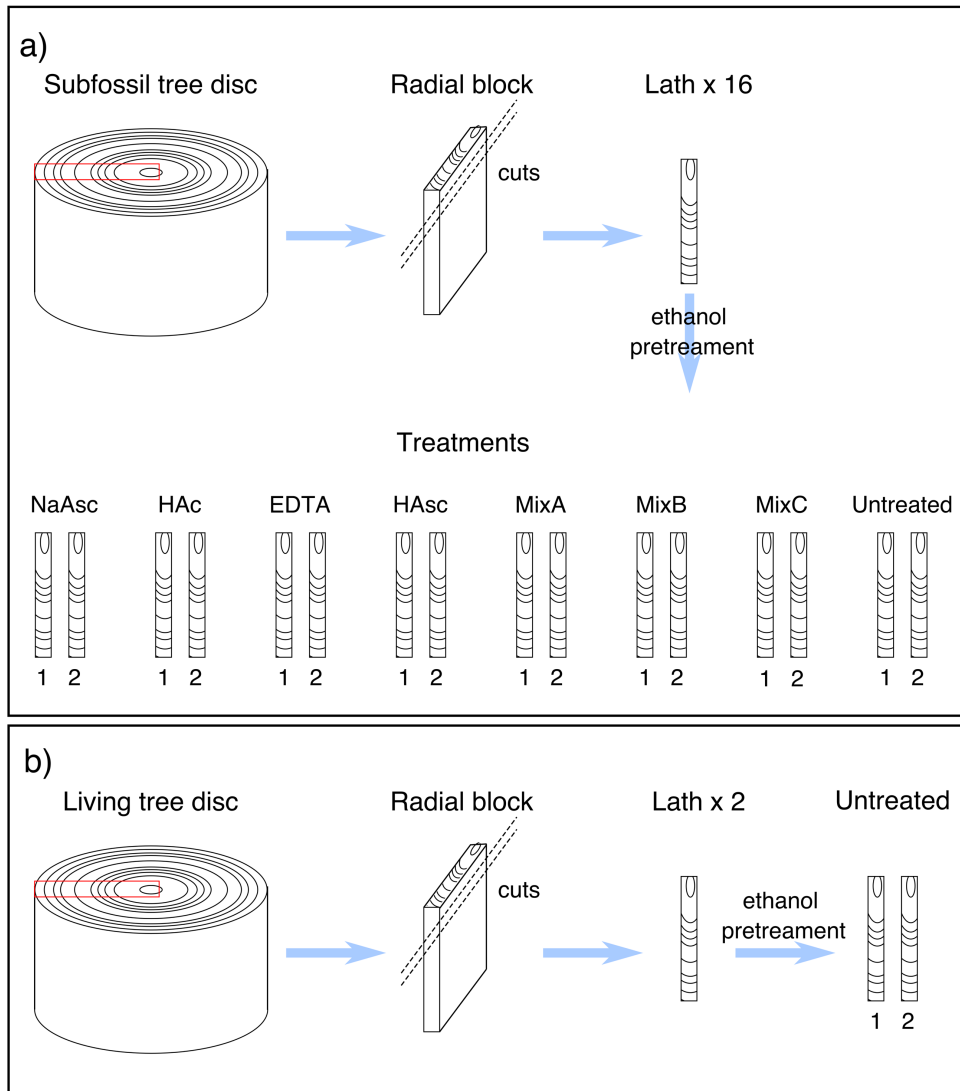 a)
Subfossil tree disc
Radial block
Lath x 16
cuts
ethanol
pretreament
Treatments
NaAsc HAc EDTA HAsc MixA MixB MixC Untreated
1 2 1 2 1 2 1 2 1 2 1 2 1 2 1 2
b)
Living tree disc
Radial block
Lath x 2
Untreated
cuts
ethanol
pretreament
1 2